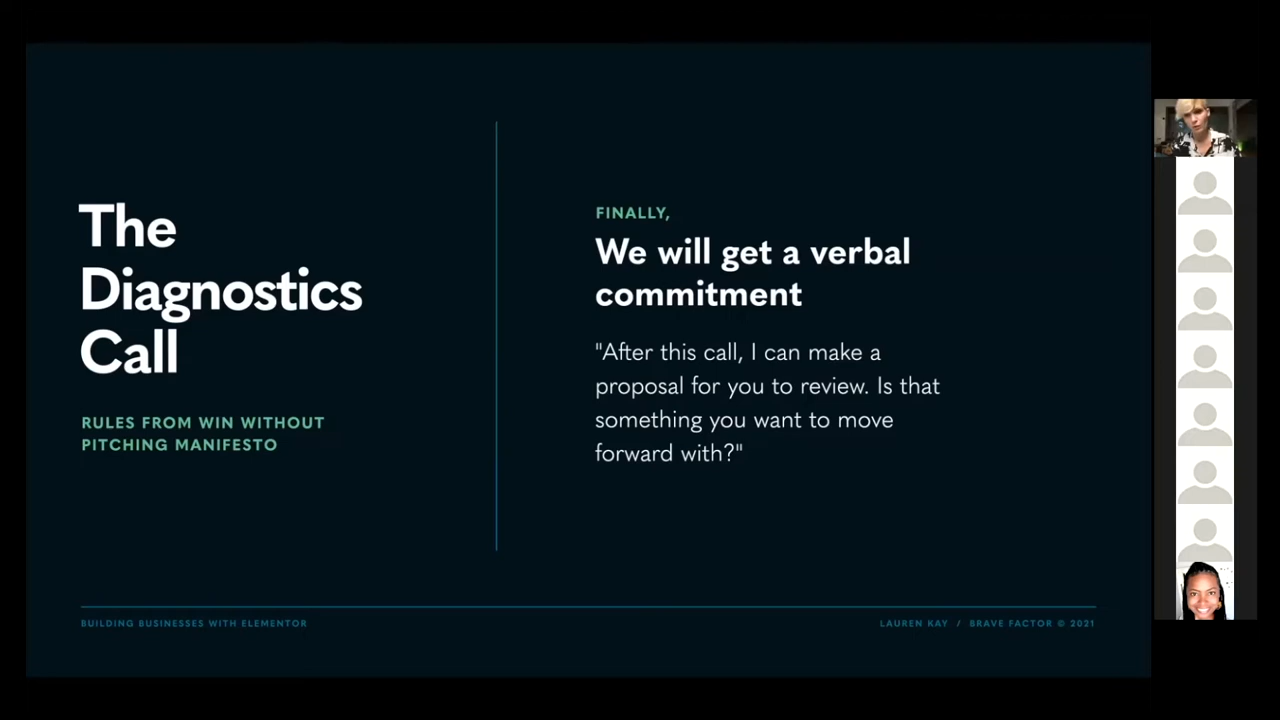 The
Diagnostics
Call
RULES FROM WIN WITHOUT
PITCHING MANIFESTO
FINALLY,
We will get a verbal
commitment
"After this call, I can make a
proposal for you to review. Is that
something you want to move
forward with?"
BUILDING BUSINESSES WITH ELEMENTOR
LAUREN KAY / BRAVE FACTOR © 2021